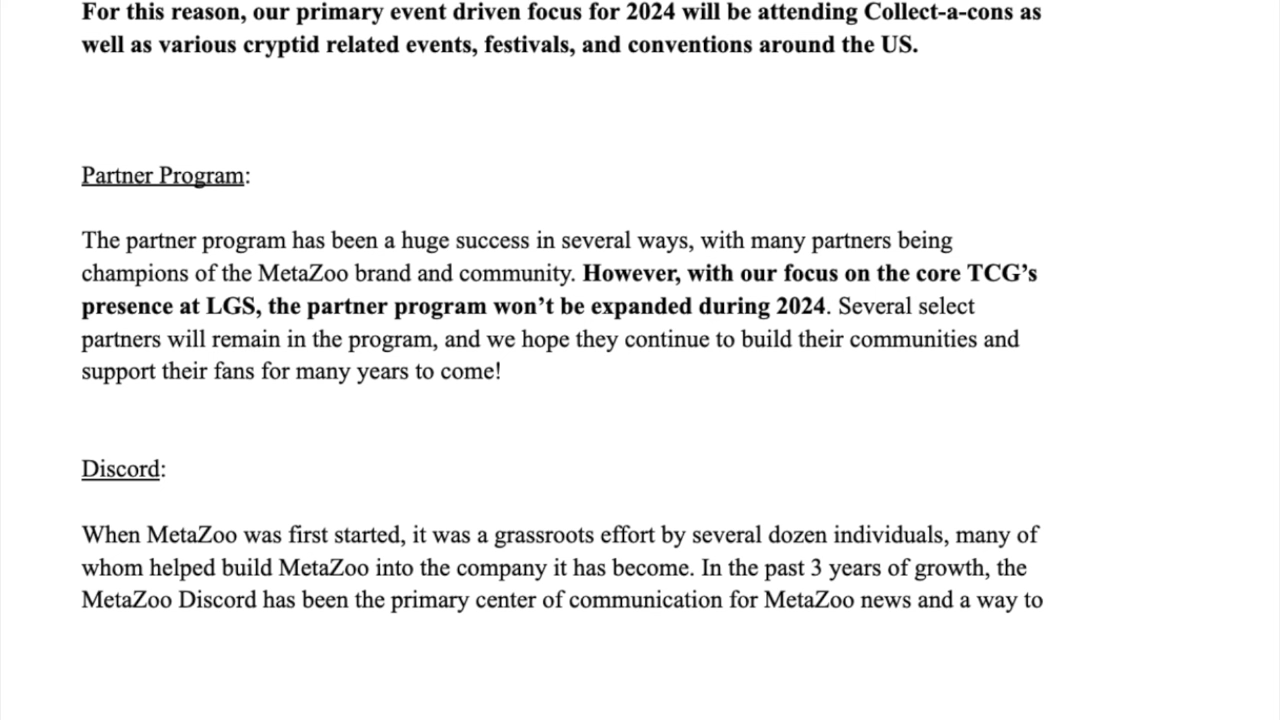 For this reason, our primary event driven focus for 2024 will be attending Collect-a-cons as
well as various cryptid related events, festivals, and conventions around the US.
Partner Program:
The partner program has been a huge success in several ways, with many partners being
champions of the MetaZoo brand and community. However, with our focus on the core TCG’s
presence at LGS, the partner program won’t be expanded during 2024. Several select
partners will remain in the program, and we hope they continue to build their communities and
support their fans for many years to come!
Discord:
When MetaZoo was first started, it was a grassroots effort by several dozen individuals, many of
whom helped build MetaZoo into the company it has become. In the past 3 years of growth, the
MetaZoo Discord has been the primary center of communication for MetaZoo news and a way to